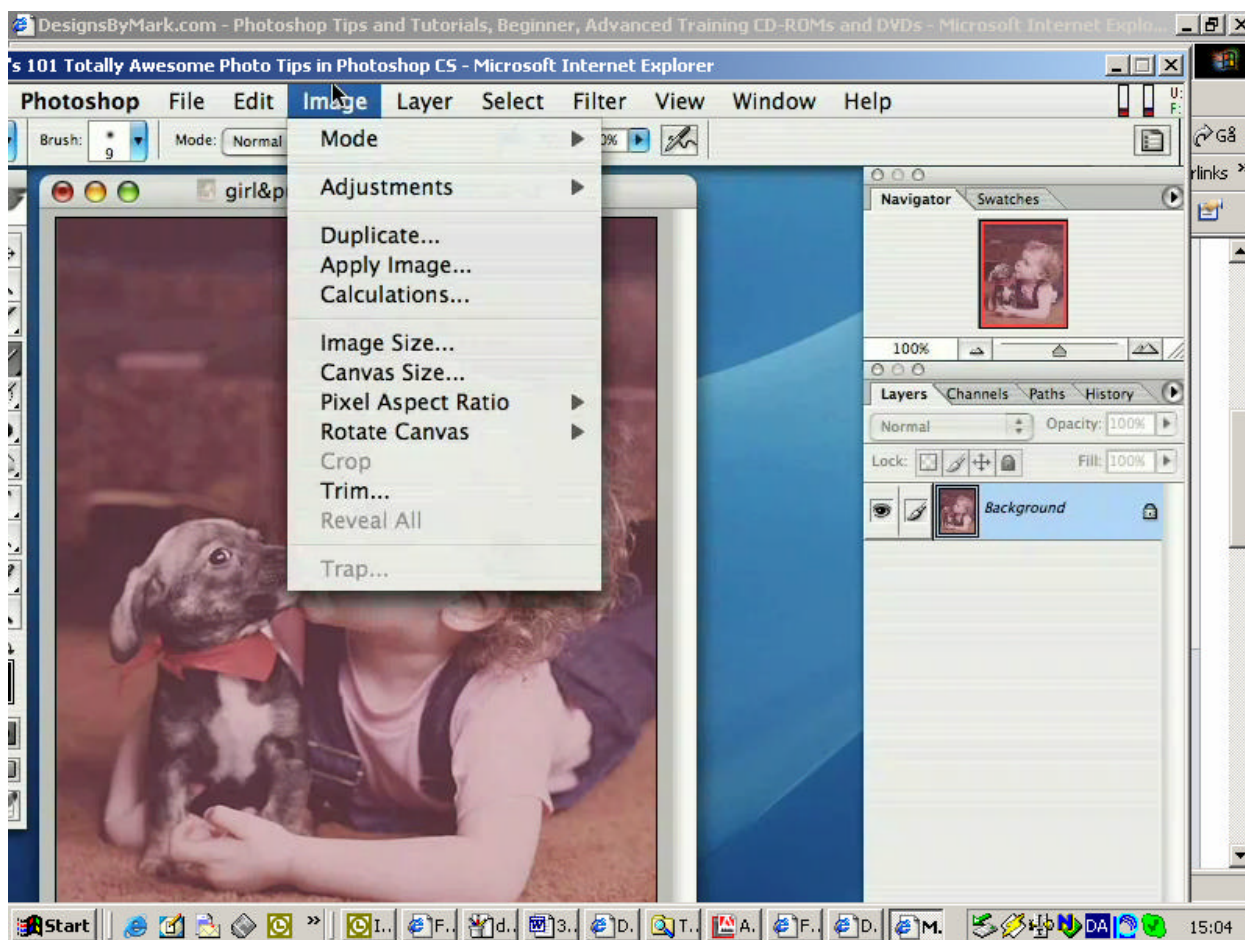 DesignsByMark.com - Photoshop Tips and Tutorials, Beginner, Advanced Training CD-ROMs and DVDs - Microsoft Internet Explo...
's 101 Totally Awesome Photo Tips in Photoshop CS - Microsoft Internet Explorer
Photoshop File Edit Image Layer Select Filter View Window Help
U:
F:
Brush: 9 Mode: Normal 0%
Gå
rlinks »
girl&p
Mode
Adjustments
Duplicate...
Apply Image...
Calculations...
Image Size...
Canvas Size...
Pixel Aspect Ratio
Rotate Canvas
Crop
Trim...
Reveal All
Trap...
Navigator Swatches
100%
Layers Channels Paths History
Normal Opacity: 100%
Lock: Fill: 100%
Background
Start » I.. F.. d.. 3.. D.. T.. A.. F.. D.. M. DA 15:04